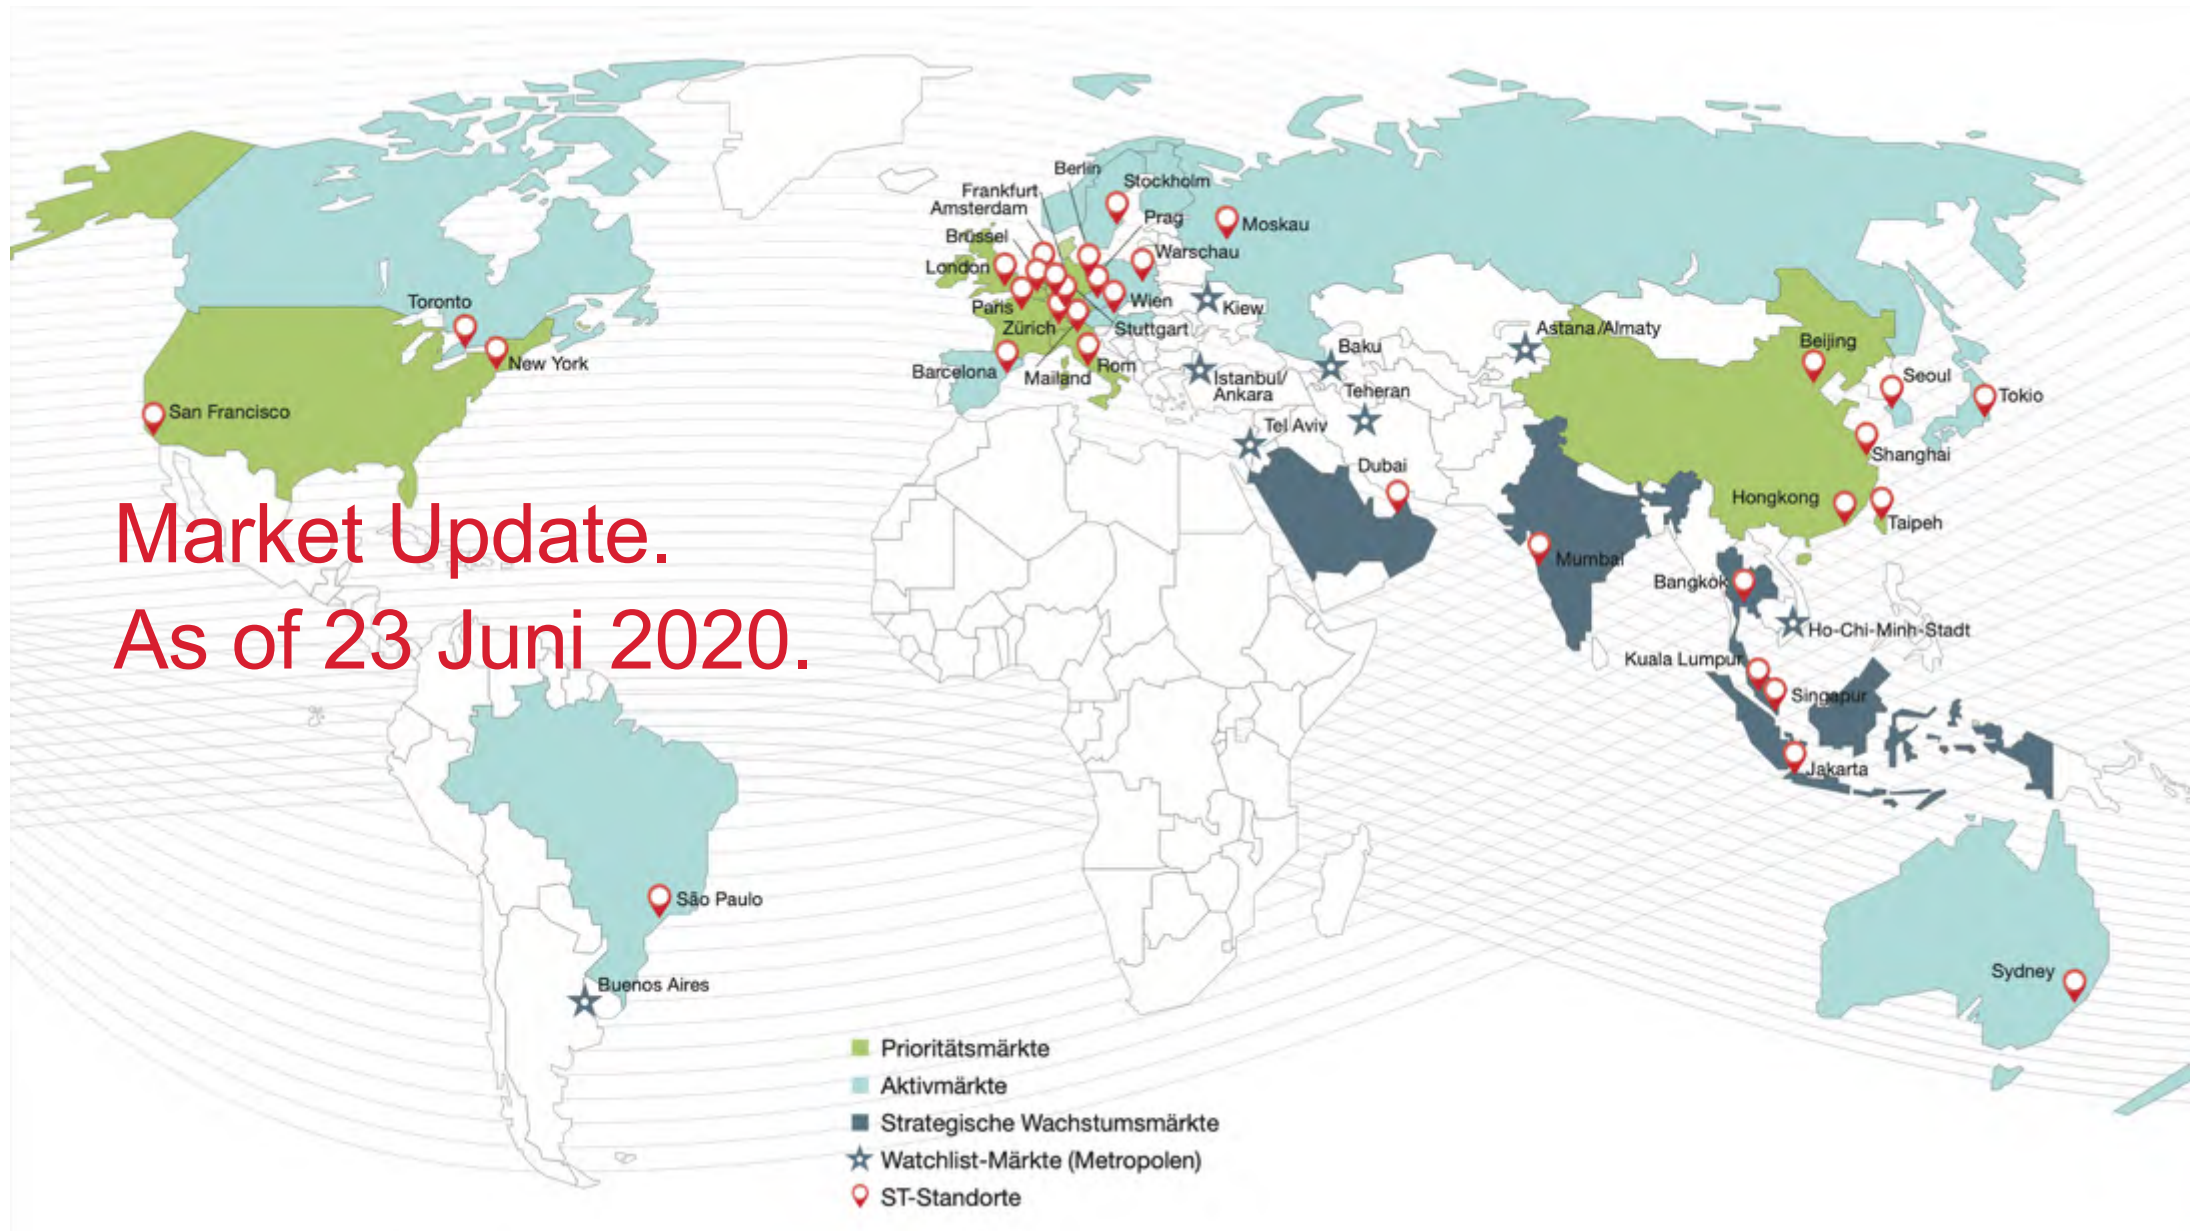 Berlin
Stockholm
Frankfurt
Amsterdam
Prag
Moskau
Brüssel
Warschau
London
Toronto
Paris
Wien
Kiew
Zürich
Stuttgart
Astana/Almaty
Beijing
New York
Baku
Barcelona
Mailand
Rom
Istanbul/
Ankara
Teheran
Seoul
Tokio
San Francisco
Tel Aviv
Shanghai
Dubai
Hongkong
Taipeh
Market Update.
As of 23 Juni 2020.
Mumbai
Bangkok
Ho-Chi-Minh-Stadt
Kuala Lumpur
Singapur
Jakarta
São Paulo
Sydney
Buenos Aires
Prioritätsmärkte
Aktivmärkte
Strategische Wachstumsmärkte
Watchlist-Märkte (Metropolen)
ST-Standorte